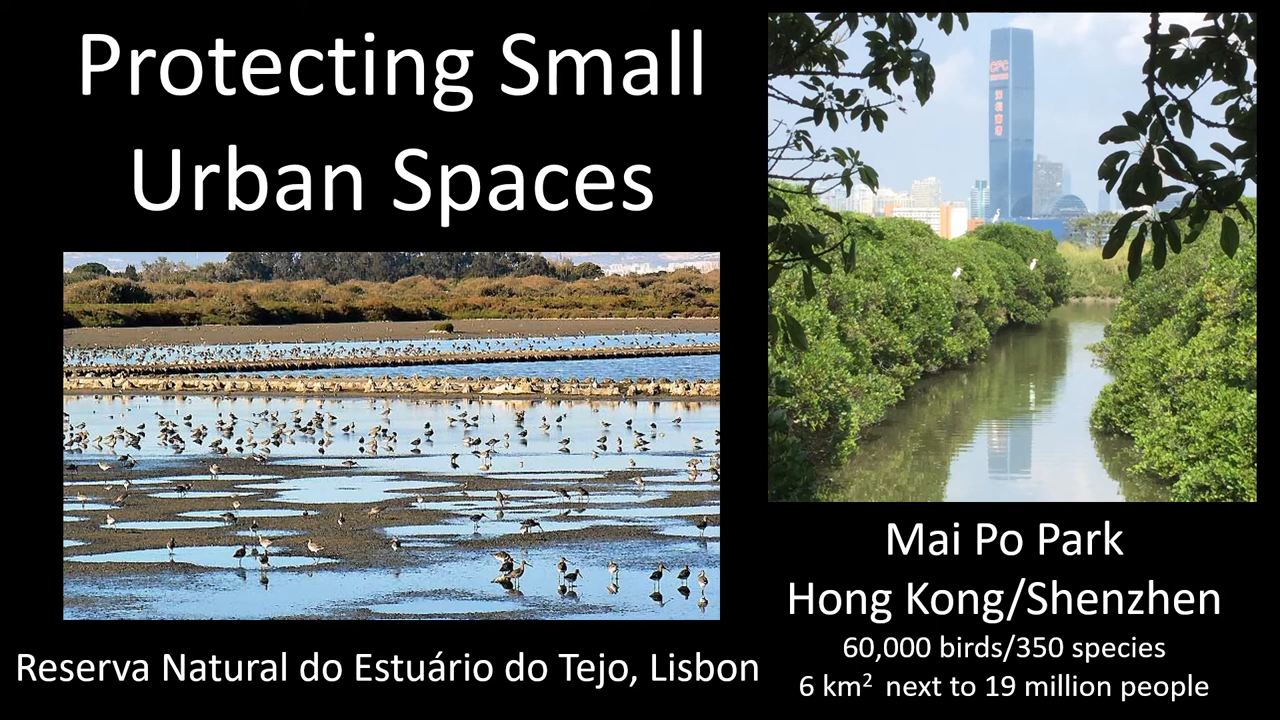 Protecting Small
Urban Spaces
CPC
Reserva Natural do Estuário do Tejo, Lisbon
Mai Po Park
Hong Kong/Shenzhen
60,000 birds/350 species
6 km² next to 19 million people